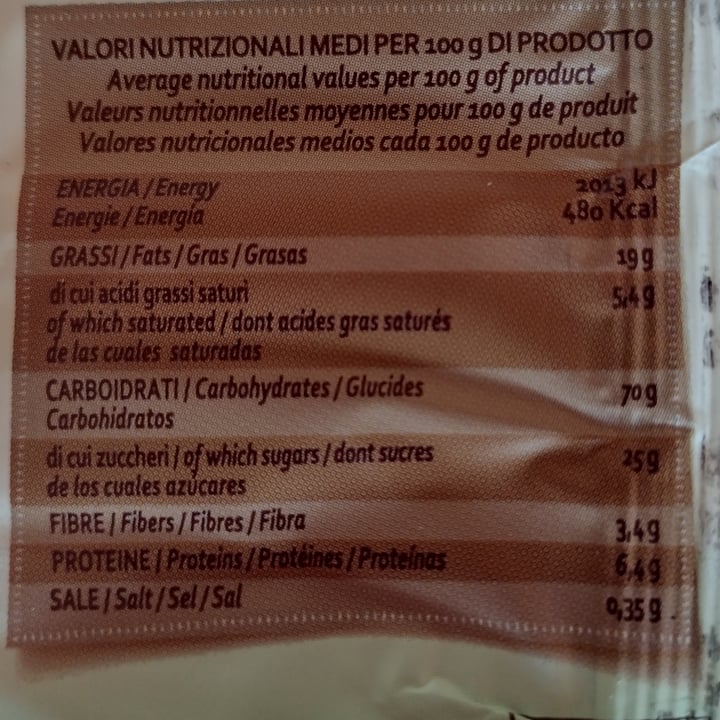 VALORI NUTRIZIONALI MEDI PER 100 g DI PRODOTTO
Average nutritional values per 100 g of product
Valeurs nutritionnelles moyennes pour 100 g de produit
Valores nutricionales medios cada 100 g de producto
ENERGIA / Energy 2013 kJ
Energie / Energía 480 Kcal
GRASSI / Fats / Gras / Grasas 19 g
di cui acidi grassi saturi 5,4 g
of which saturated / dont acides gras saturés
de las cuales saturadas
CARBOIDRATI / Carbohydrates / Glucides 70 g
Carbohidratos
di cui zuccheri / of which sugars / dont sucres 25 g
de los cuales azúcares
FIBRE / Fibers / Fibres / Fibra 3,4 g
PROTEINE / Proteins / Protéines / Proteínas 6,4 g
SALE / Salt / Sel / Sal 0,35 g